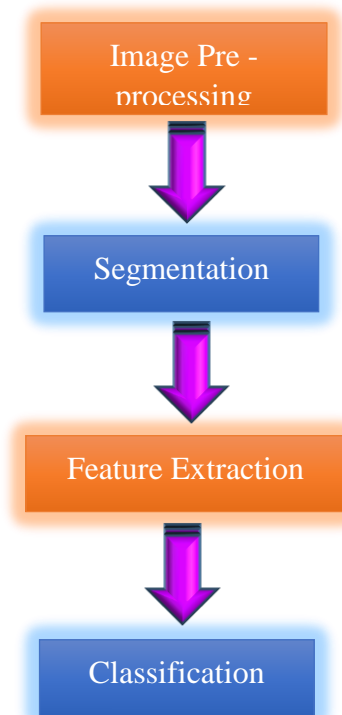 Image Pre -
processing
Segmentation
Feature Extraction
Classification